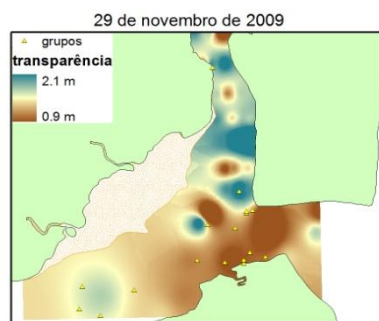 29 de novembro de 2009
grupos
transparência
2.1 m
0.9 m